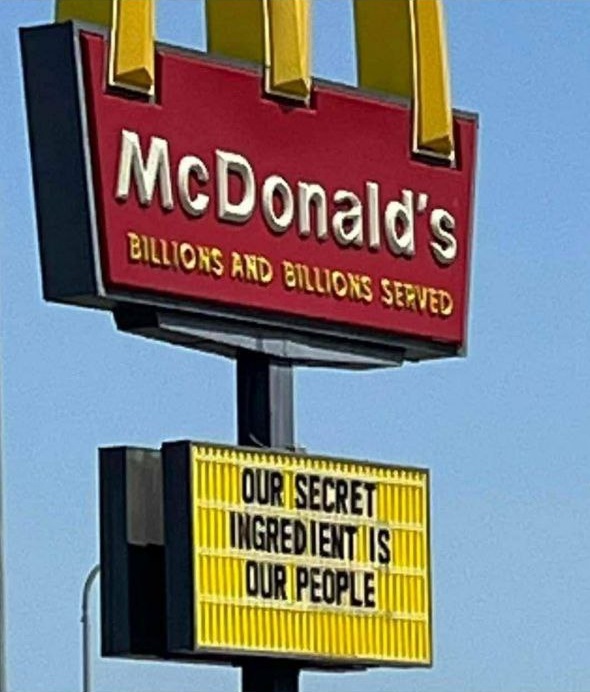 McDonald's
BILLIONS AND BILLIONS SERVED
OUR SECRET
INGREDIENT IS
OUR PEOPLE